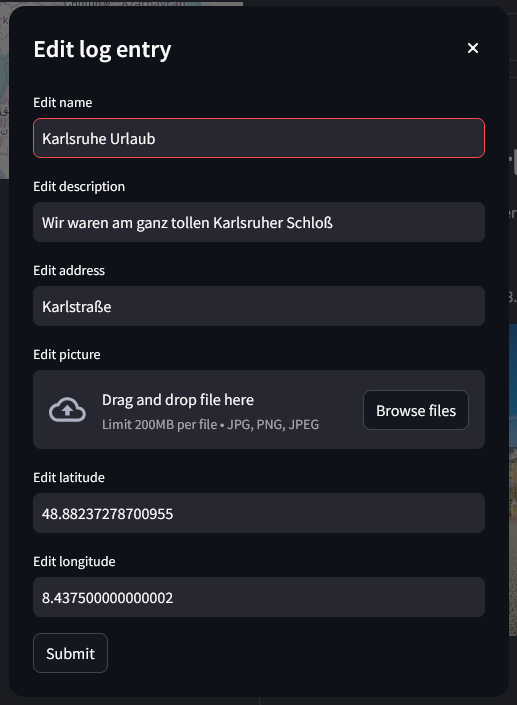 Edit log entry
Edit name
Karlsruhe Urlaub
Edit description
Wir waren am ganz tollen Karlsruher Schloß
Edit address
Karlstraße
Edit picture
Drag and drop file here
Limit 200MB per file • JPG, PNG, JPEG
Browse files
Edit latitude
48.88237278700955
Edit longitude
8.437500000000002
Submit